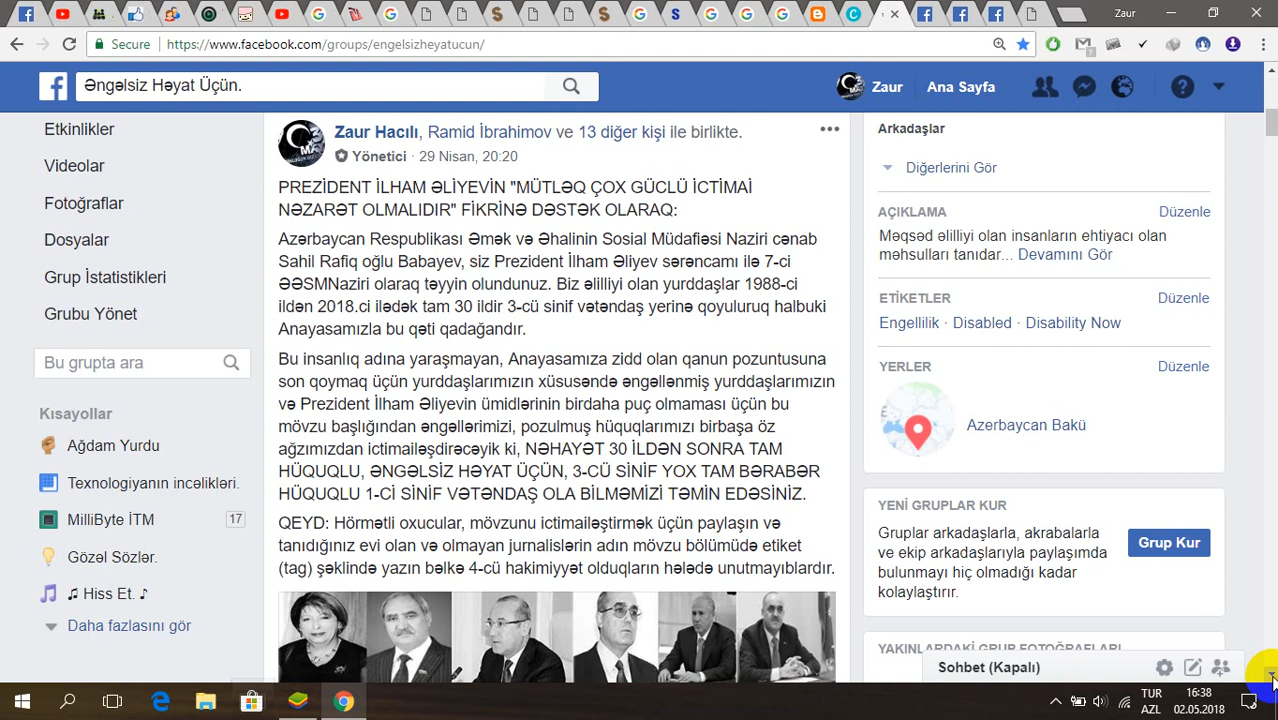 Zaur
Secure
https://www.facebook.com/groups/engelsizheyatucun/
Əngəlsiz Həyat Üçün.
Zaur
Ana Sayfa
Etkinlikler
Videolar
Fotoğraflar
Dosyalar
Grup İstatistikleri
Grubu Yönet
Bu grupta ara
Kısayollar
Ağdam Yurdu
Texnologiyanın incəlikləri.
MilliByte İTM
17
Gözəl Sözlər.
♫ Hiss Et. ♪
Daha fazlasını gör
Zaur Hacılı, Ramid İbrahimov ve 13 diğer kişi ile birlikte.
Yönetici · 29 Nisan, 20:20
PREZİDENT İLHAM ƏLİYEVİN "MÜTLƏQ ÇOX GÜCLÜ İCTİMAİ
NƏZARƏT OLMALIDIR" FİKRİNƏ DƏSTƏK OLARAQ:
Azərbaycan Respublikası Əmək və Əhalinin Sosial Müdafiəsi Naziri cənab
Sahil Rafiq oğlu Babayev, siz Prezident İlham Əliyev sərəncamı ilə 7-ci
ƏƏSMNaziri olaraq təyyin olundunuz. Biz əlilliyi olan yurddaşlar 1988-ci
ildən 2018.ci ilədək tam 30 ildir 3-cü sinif vətəndaş yerinə qoyuluruq halbuki
Anayasamızla bu qəti qadağandır.
Bu insanlıq adına yaraşmayan, Anayasamıza zidd olan qanun pozuntusuna
son qoymaq üçün yurddaşlarımızın xüsusəndə əngəllənmiş yurddaşlarımızın
və Prezident İlham Əliyevin ümidlərinin birdaha puç olmaması üçün bu
mövzu başlığından əngəllərimizi, pozulmuş hüquqlarımızı birbaşa öz
ağzımızdan ictimailəşdirəcəyik ki, NƏHAYƏT 30 İLDƏN SONRA TAM
HÜQUQLU, ƏNGƏLSİZ HƏYAT ÜÇÜN, 3-CÜ SİNİF YOX TAM BƏRABƏR
HÜQUQLU 1-Cİ SİNİF VƏTƏNDAŞ OLA BİLMƏMİZİ TƏMİN EDƏSİNİZ.
QEYD: Hörmətli oxucular, mövzunu ictimailəştirmək üçün paylaşın və
tanıdığınız evi olan və olmayan jurnalislərin adın mövzu bölümüdə etiket
(tag) şəklində yazın bəlkə 4-cü hakimiyyət olduqların hələdə unutmayıblardır.
Arkadaşlar
Diğerlerini Gör
AÇIKLAMA
Düzenle
Məqsəd əlilliyi olan insanların ehtiyacı olan
məhsulları tanıdar... Devamını Gör
ETİKETLER
Düzenle
Engellilik · Disabled · Disability Now
YERLER
Düzenle
Azerbaycan Bakü
YENİ GRUPLAR KUR
Gruplar arkadaşlarla, akrabalarla
ve ekip arkadaşlarıyla paylaşımda
bulunmayı hiç olmadığı kadar
kolaylaştırır.
Grup Kur
YAKINLARDAKİ GRUP FOTOĞRAFLARI
Sohbet (Kapalı)
TUR
AZL
16:38
02.05.2018